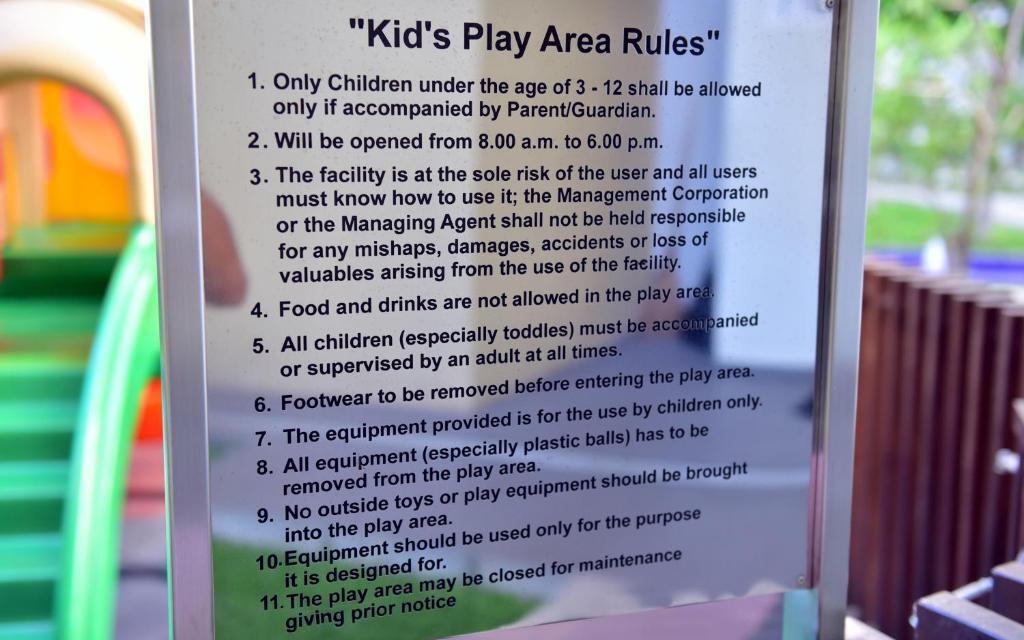 "Kid's Play Area Rules"
1. Only Children under the age of 3 - 12 shall be allowed
only if accompanied by Parent/Guardian.
2. Will be opened from 8.00 a.m. to 6.00 p.m.
3. The facility is at the sole risk of the user and all users
must know how to use it; the Management Corporation
or the Managing Agent shall not be held responsible
for any mishaps, damages, accidents or loss of
valuables arising from the use of the facility.
4. Food and drinks are not allowed in the play area.
5. All children (especially toddles) must be accompanied
or supervised by an adult at all times.
6. Footwear to be removed before entering the play area.
7. The equipment provided is for the use by children only.
8. All equipment (especially plastic balls) has to be
removed from the play area.
9. No outside toys or play equipment should be brought
into the play area.
10.Equipment should be used only for the purpose
it is designed for.
11.The play area may be closed for maintenance
giving prior notice